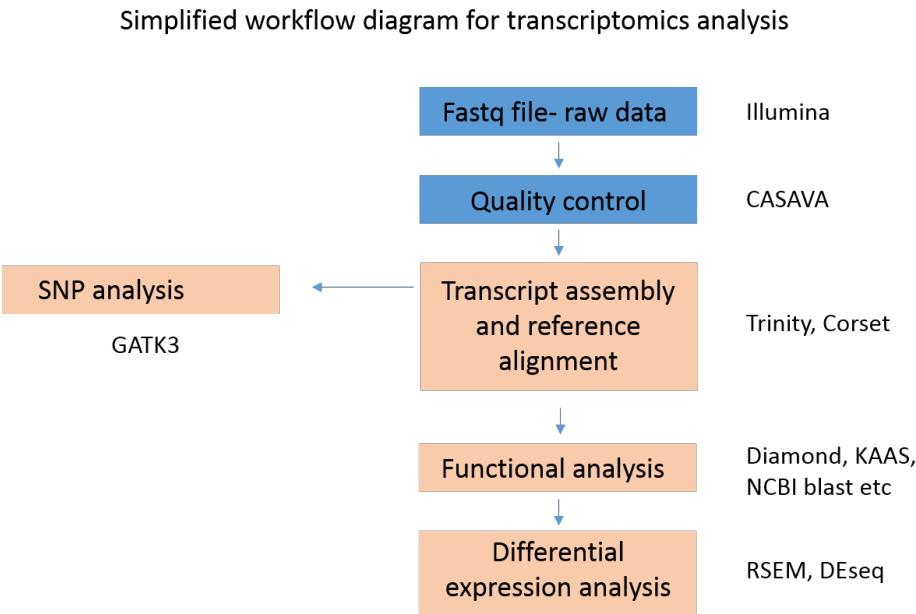 Simplified workflow diagram for transcriptomics analysis
Fastq file- raw data
Illumina
Quality control
CASAVA
SNP analysis
GATK3
Transcript assembly
and reference
alignment
Trinity, Corset
Functional analysis
Diamond, KAAS,
NCBI blast etc
Differential
expression analysis
RSEM, DEseq